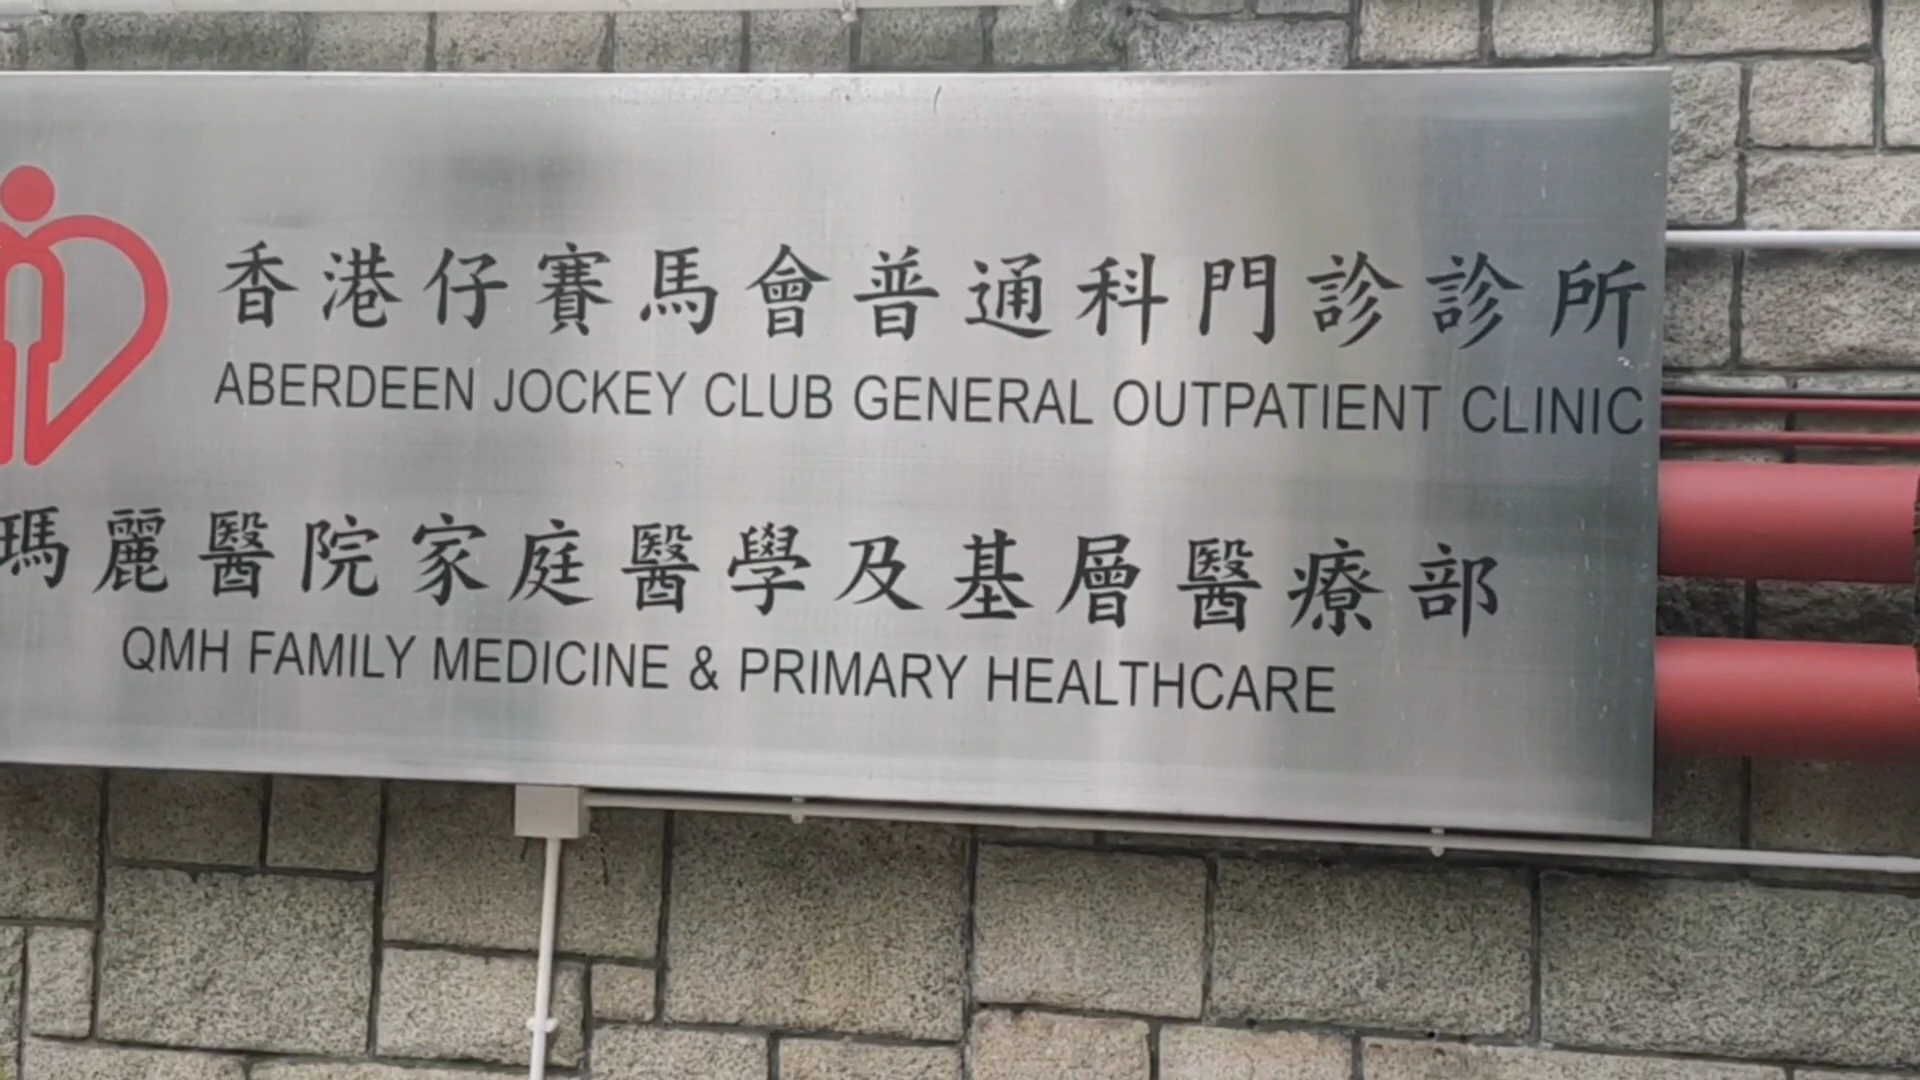 香港仔賽馬會普通科門診診所
ABERDEEN JOCKEY CLUB GENERAL OUTPATIENT CLINIC
瑪麗醫院家庭醫學及基層醫療部
QMH FAMILY MEDICINE & PRIMARY HEALTHCARE